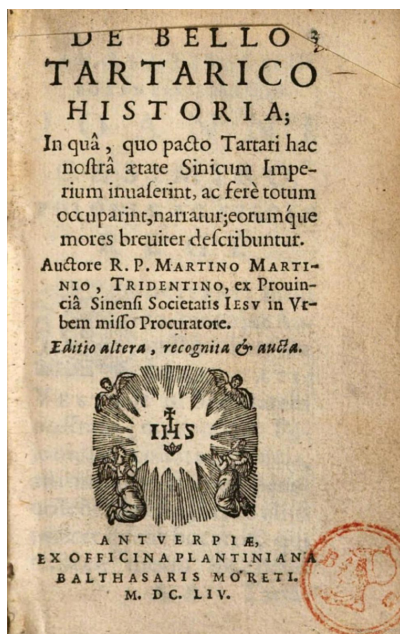 DE BELLO
TARTARICO
HISTORIA;
In quâ, quo pacto Tartari hac
nostrâ ætate Sinicum Impe-
rium inuaserint, ac ferè totum
occuparint, narratur; eorumq́ue
mores breuiter describuntur.
Auctore R. P. MARTINO MARTI-
NIO, TRIDENTINO, ex Prouin-
ciâ Sinensi Societatis IESV in Vr-
bem misso Procuratore.
Editio altera, recognita & aucta.
IHS
ANTVERPIÆ,
EX OFFICINA PLANTINIANA
BALTHASARIS MORETI.
M. DC. LIV.